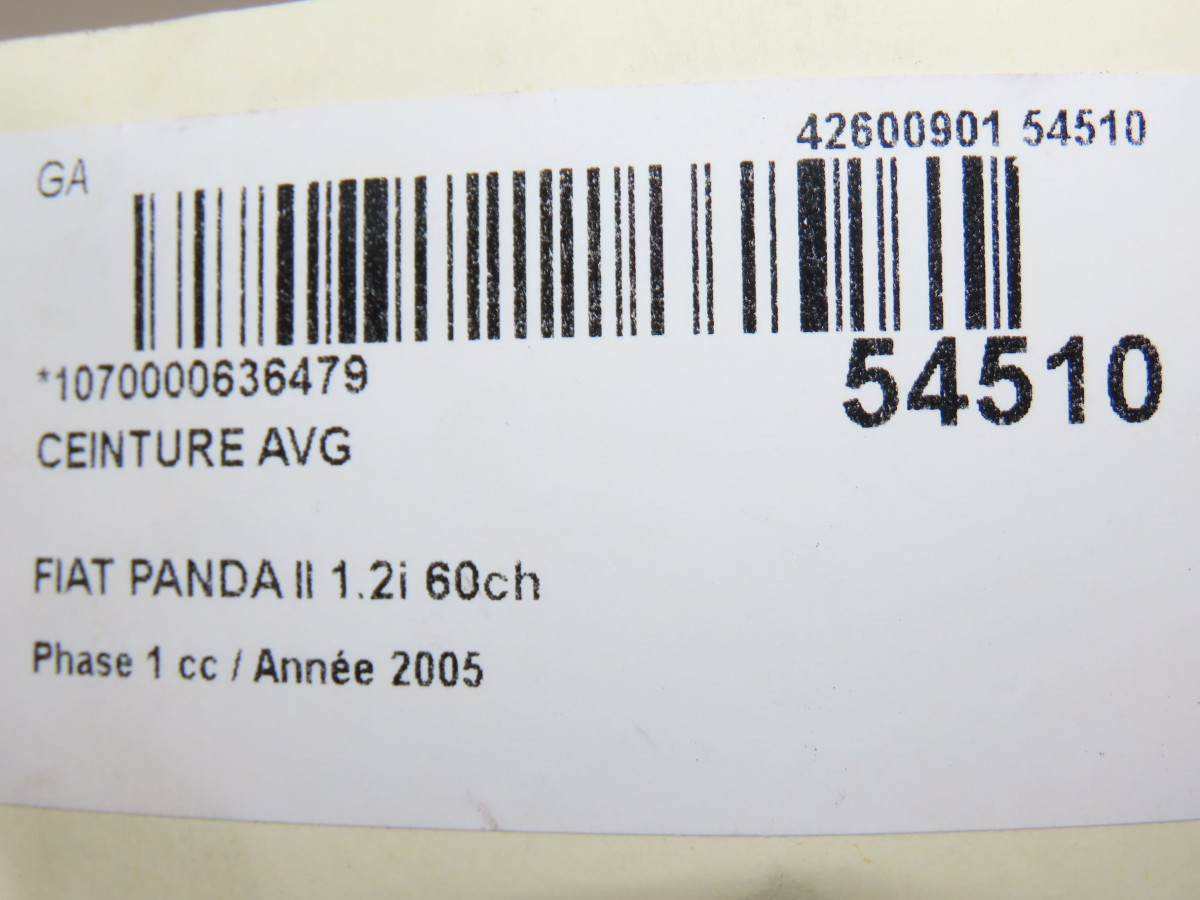 42600901 54510
GA
*1070000636479
54510
CEINTURE AVG
FIAT PANDA II 1.2i 60ch
Phase 1 cc / Année 2005